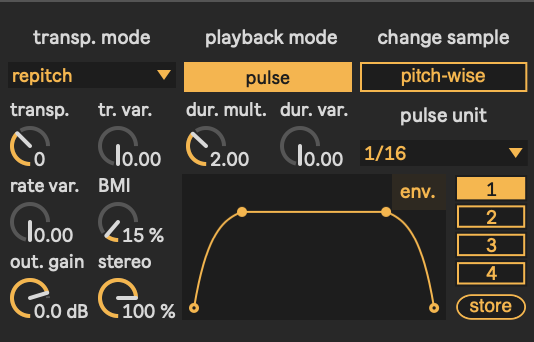 transp. mode playback mode change sample
repitch pulse pitch-wise
transp. tr. var. dur. mult. dur. var. pulse unit
0 0.00 2.00 0.00 1/16
rate var. BMI env. 1
0.00 15 % 2
out. gain stereo 3
4
0.0 dB 100 % store